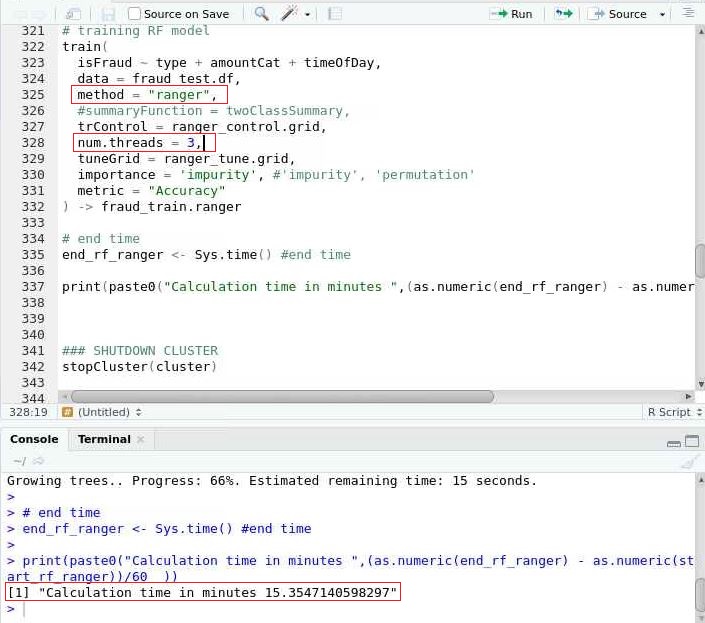 Source on Save Run Source
321 # training RF model
322 train(
323 isFraud ~ type + amountCat + timeOfDay,
324 data = fraud_test.df,
325 method = "ranger",
326 #summaryFunction = twoClassSummary,
327 trControl = ranger_control.grid,
328 num.threads = 3,
329 tuneGrid = ranger_tune.grid,
330 importance = 'impurity', #'impurity', 'permutation'
331 metric = "Accuracy"
332 ) -> fraud_train.ranger
333
334 # end time
335 end_rf_ranger <- Sys.time() #end time
336
337 print(paste0("Calculation time in minutes ",(as.numeric(end_rf_ranger) - as.numer
338
339
340
341 ### SHUTDOWN CLUSTER
342 stopCluster(cluster)
343
344
328:19 # (Untitled) R Script
Console Terminal
~/
Growing trees.. Progress: 66%. Estimated remaining time: 15 seconds.
>
> # end time
> end_rf_ranger <- Sys.time() #end time
>
> print(paste0("Calculation time in minutes ",(as.numeric(end_rf_ranger) - as.numeric(st
art_rf_ranger))/60 ))
[1] "Calculation time in minutes 15.3547140598297"
>